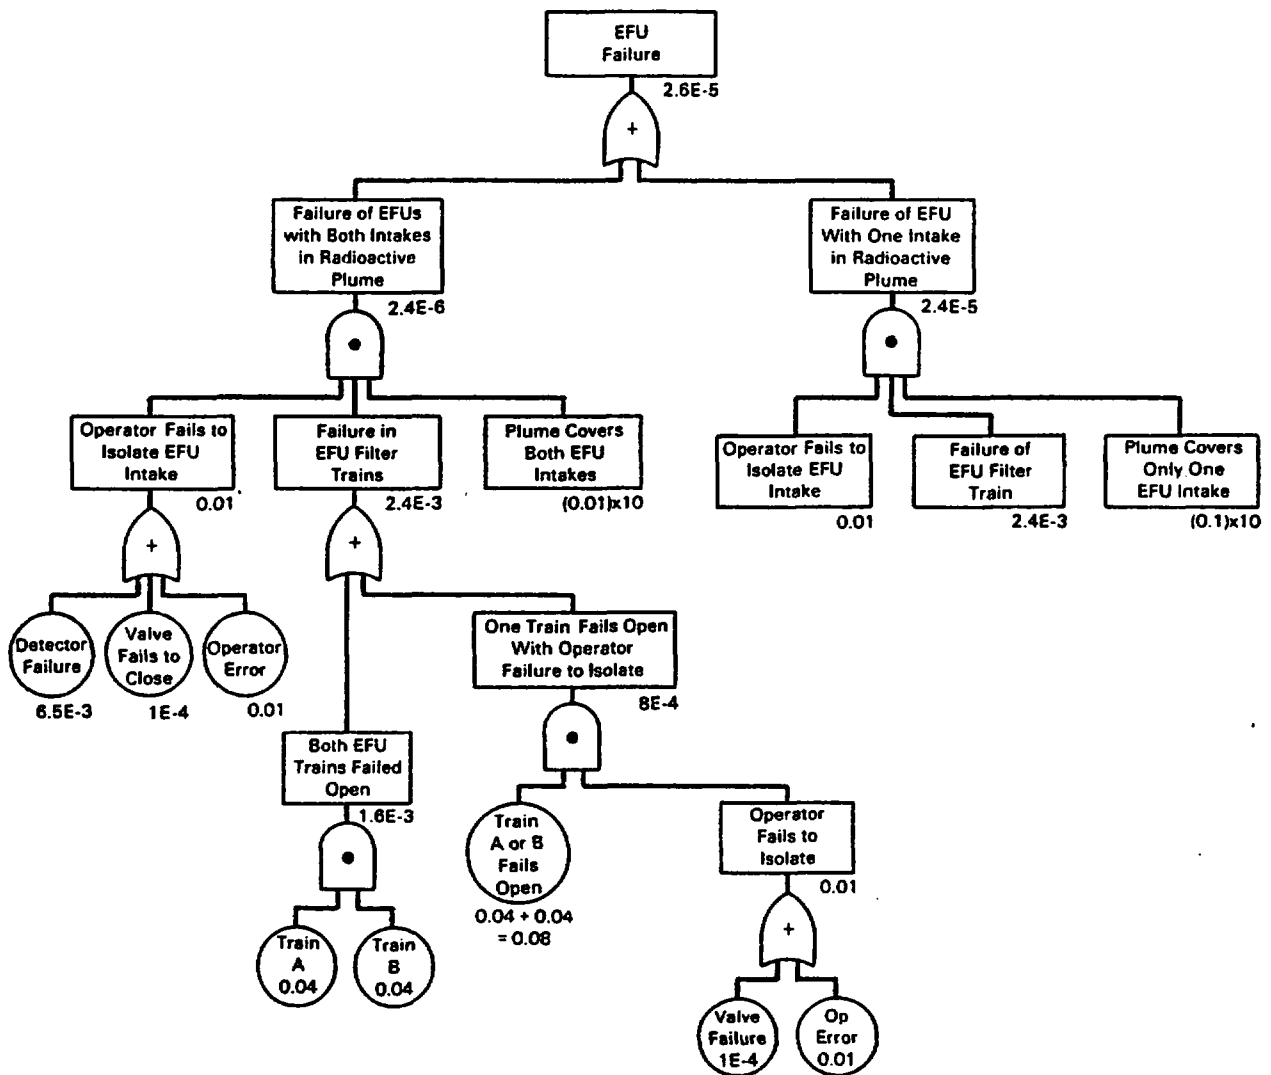 EFU
Failure
2.6E-5
+
Failure of EFUs
with Both Intakes
in Radioactive
Plume
2.4E-6
Failure of EFU
With One Intake
in Radioactive
Plume
2.4E-5
Operator Fails to
Isolate EFU
Intake
0.01
Failure in
EFU Filter
Trains
2.4E-3
Plume Covers
Both EFU
Intakes
(0.01)x10
Operator Fails to
Isolate EFU
Intake
0.01
Failure of
EFU Filter
Train
2.4E-3
Plume Covers
Only One
EFU Intake
(0.1)x10
+
+
Detector
Failure
6.5E-3
Valve
Fails to
Close
1E-4
Operator
Error
0.01
One Train Fails Open
With Operator
Failure to Isolate
8E-4
Both EFU
Trains Failed
Open
1.6E-3
Train
A or B
Fails
Open
0.04 + 0.04
= 0.08
Operator
Fails to
Isolate
0.01
+
Train
A
0.04
Train
B
0.04
Valve
Failure
1E-4
Op
Error
0.01